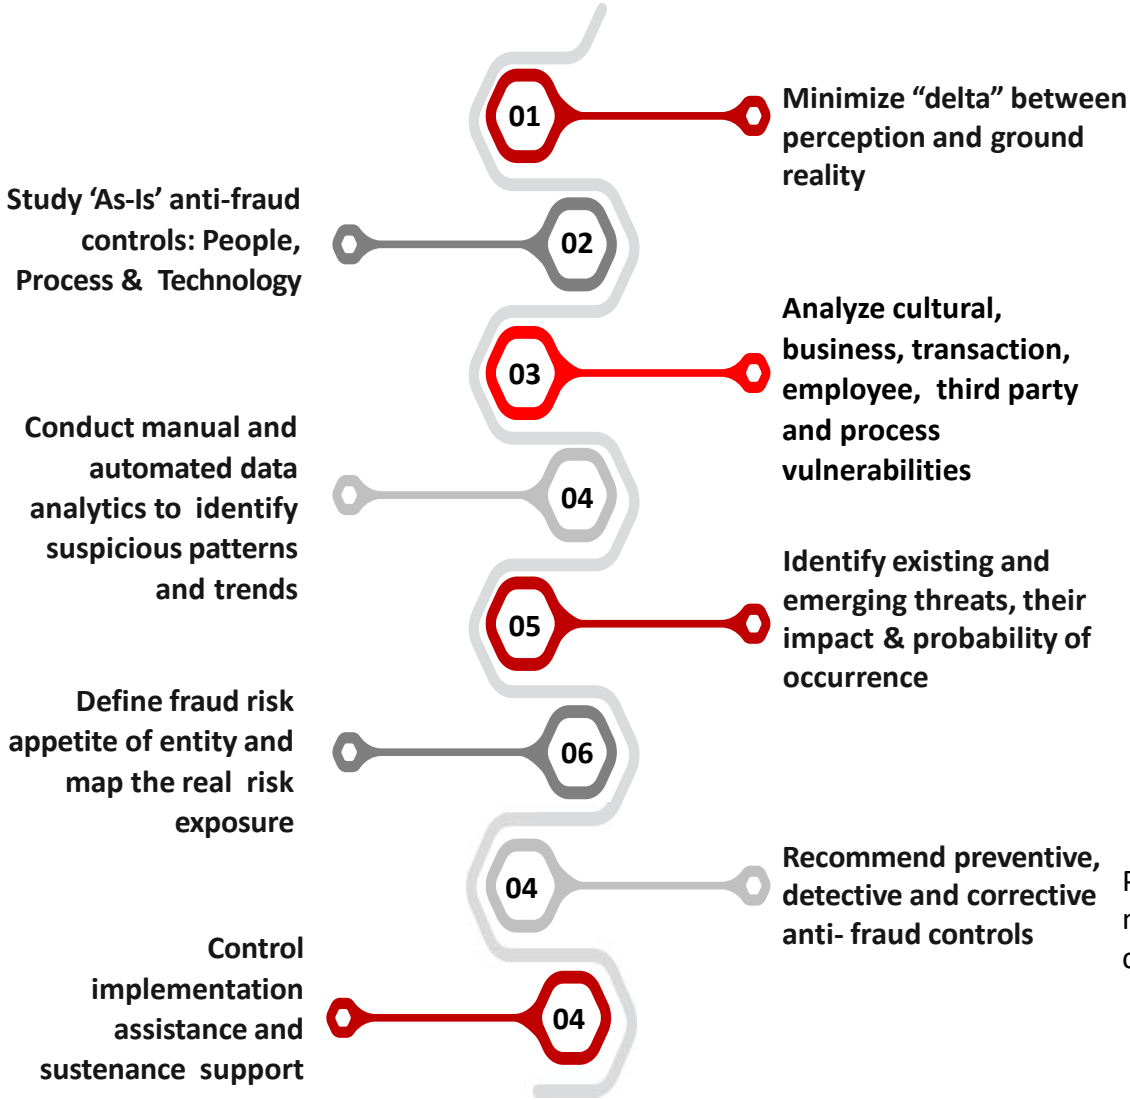 01
Minimize “delta” between
perception and ground
reality
Study ‘As-Is’ anti-fraud
controls: People,
Process & Technology
02
03
Analyze cultural,
business, transaction,
employee, third party
and process
vulnerabilities
Conduct manual and
automated data
analytics to identify
suspicious patterns
and trends
04
05
Identify existing and
emerging threats, their
impact & probability of
occurrence
Define fraud risk
appetite of entity and
map the real risk
exposure
06
04
Recommend preventive,
detective and corrective
anti- fraud controls
Control
implementation
assistance and
sustenance support
04